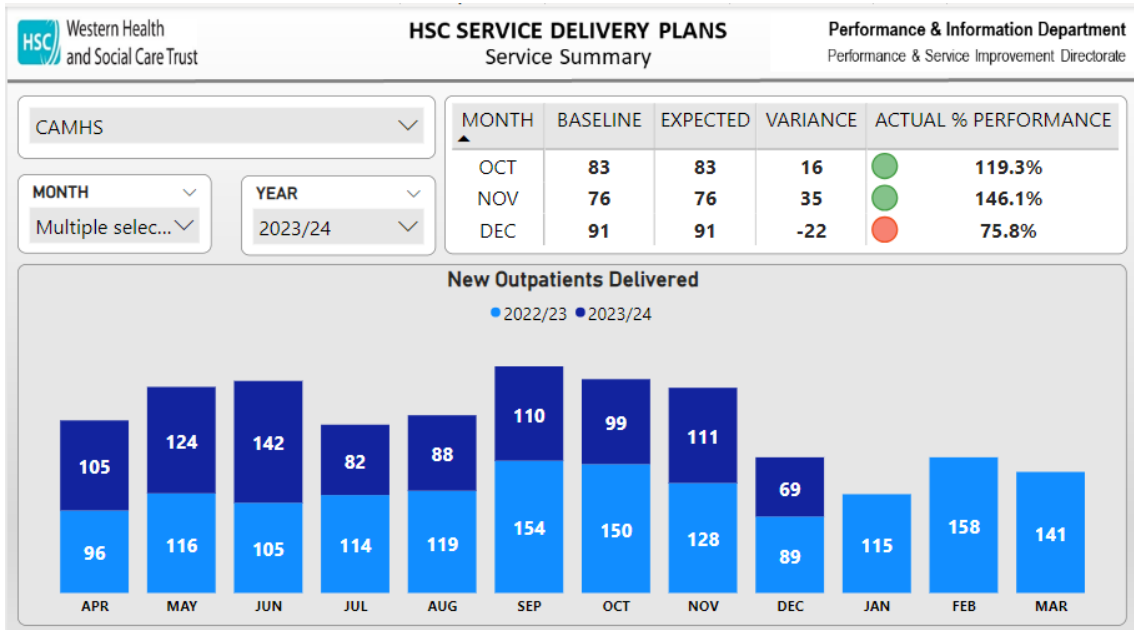 HSC
Western Health
and Social Care Trust
HSC SERVICE DELIVERY PLANS
Service Summary
Performance & Information Department
Performance & Service Improvement Directorate
CAMHS
MONTH
Multiple selec...
YEAR
2023/24
MONTH BASELINE EXPECTED VARIANCE ACTUAL % PERFORMANCE
OCT 83 83 16 119.3%
NOV 76 76 35 146.1%
DEC 91 91 -22 75.8%
New Outpatients Delivered
2022/23 2023/24
105 124 142 82 88 110 99 111 69
96 116 105 114 119 154 150 128 89 115 158 141
APR MAY JUN JUL AUG SEP OCT NOV DEC JAN FEB MAR